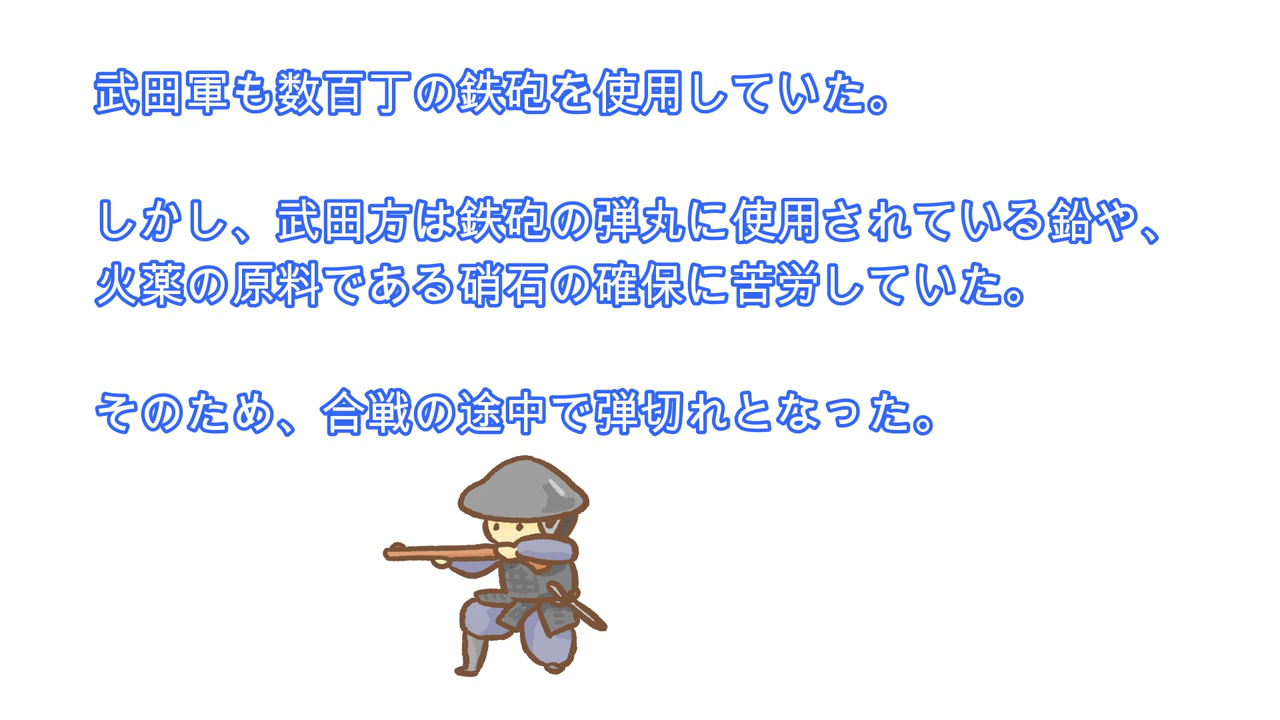 武田軍も数百丁の鉄砲を使用していた。
しかし、武田方は鉄砲の弾丸に使用されている鉛や、
火薬の原料である硝石の確保に苦労していた。
そのため、合戦の途中で弾切れとなった。